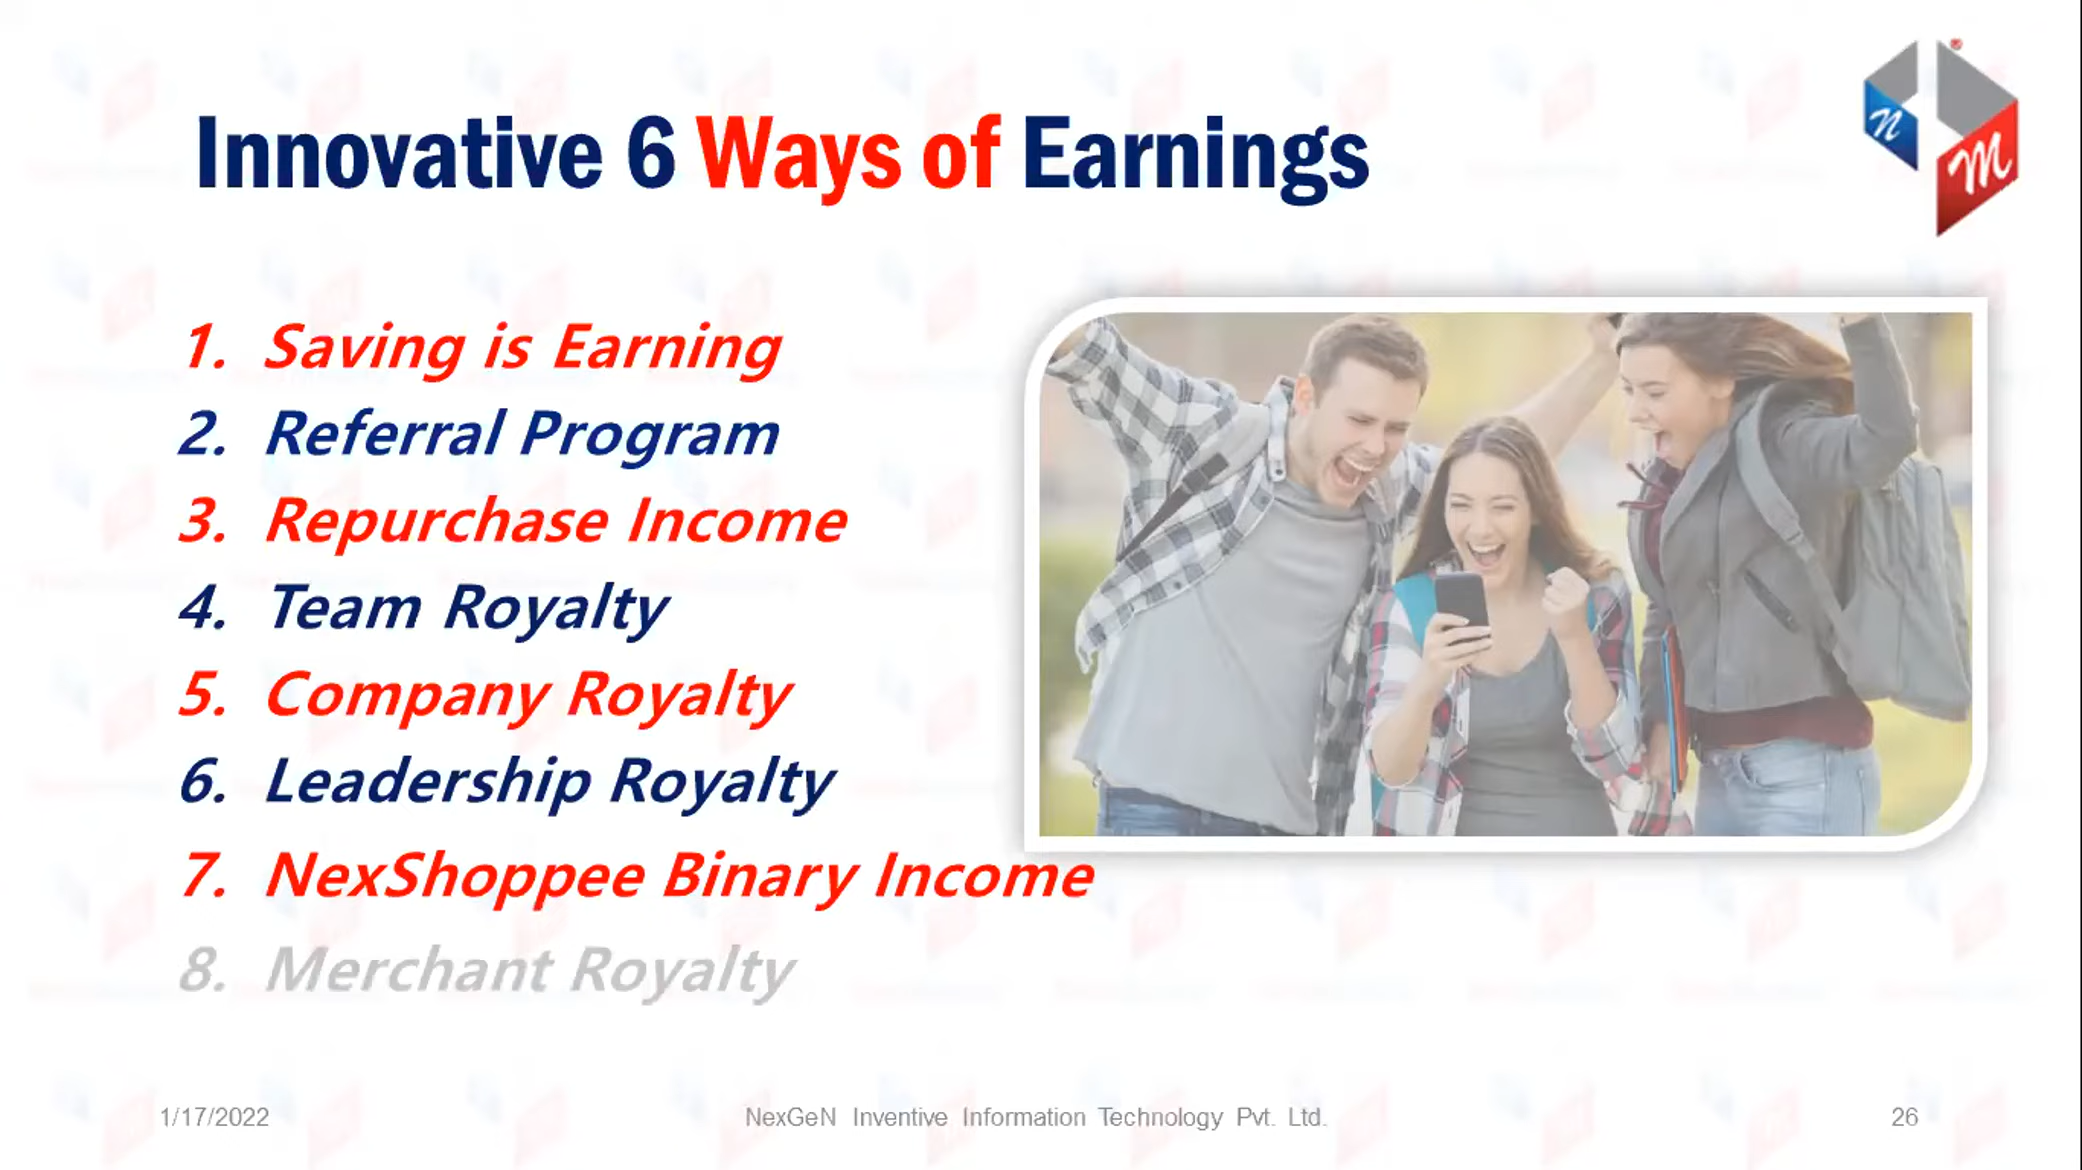 Innovative 6 Ways of Earnings
n M
1. Saving is Earning
2. Referral Program
3. Repurchase Income
4. Team Royalty
5. Company Royalty
6. Leadership Royalty
7. NexShoppee Binary Income
8. Merchant Royalty
1/17/2022 NexGeN Inventive Information Technology Pvt. Ltd. 26